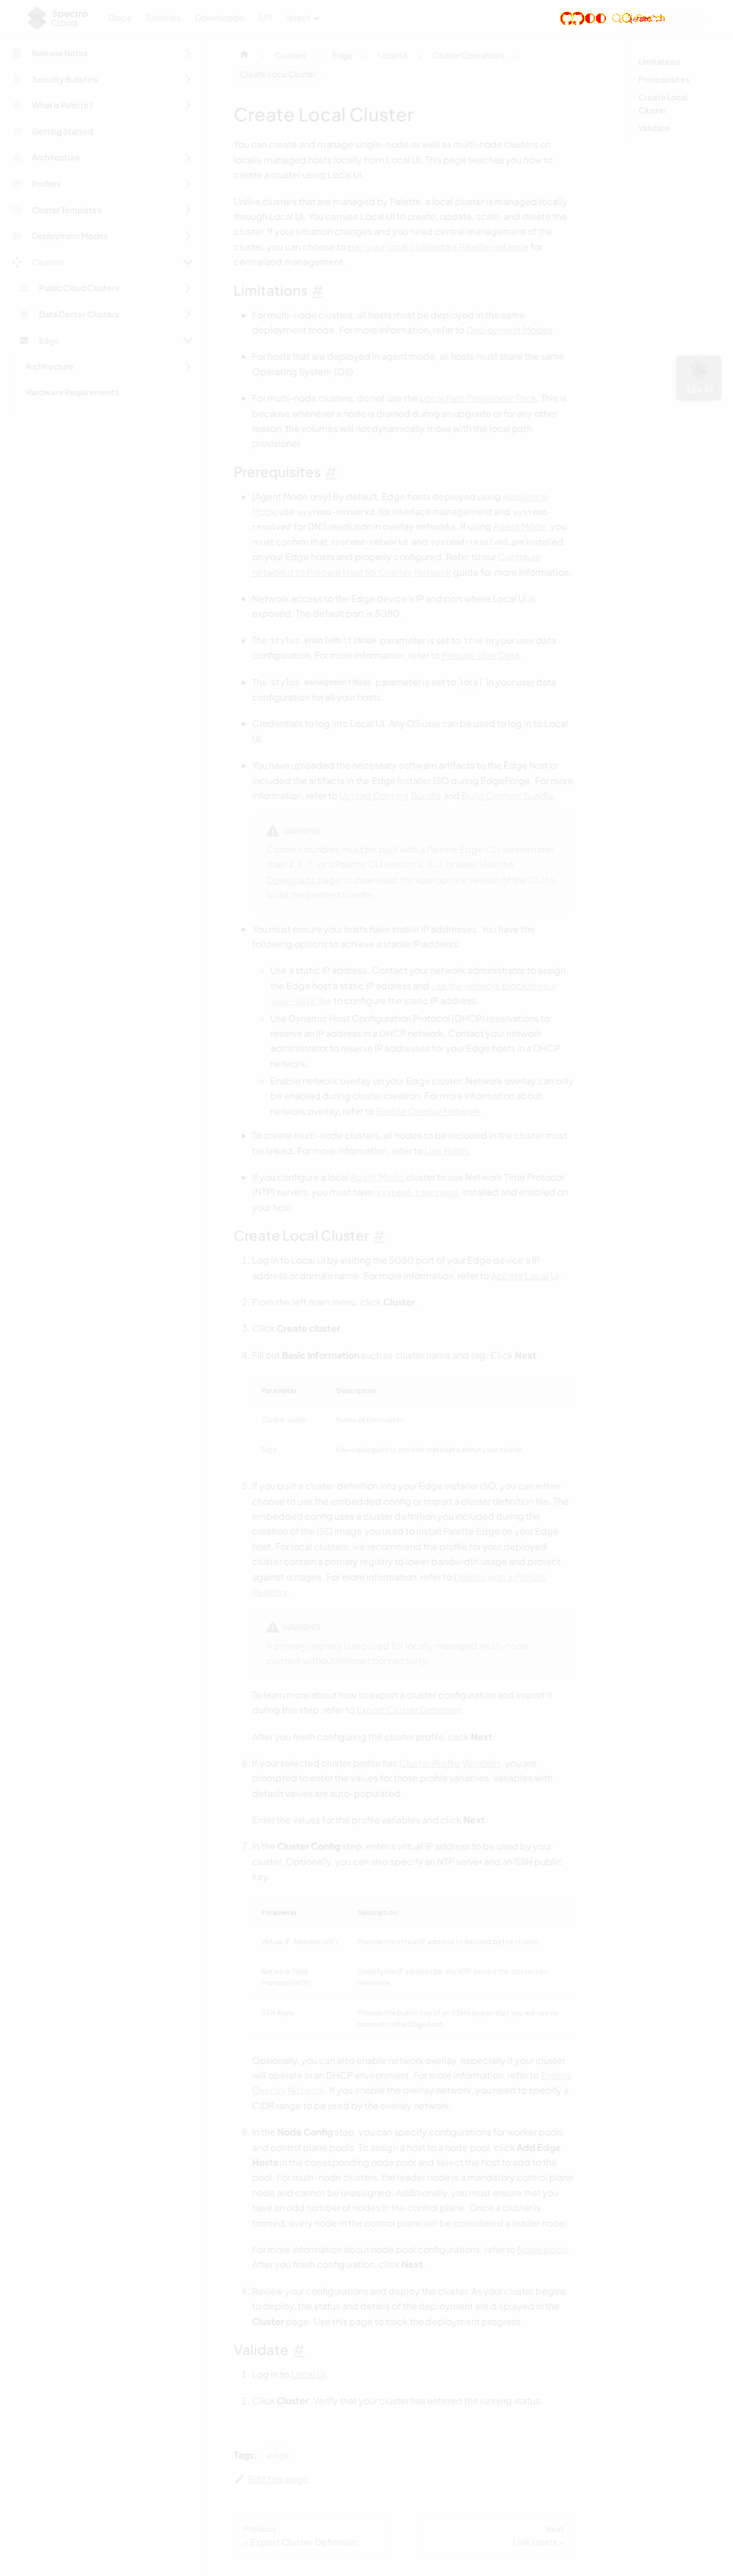 Spectro
Cloud
Docs
Tutorials
Downloads
API
latest
Release Notes
Security Bulletins
What is Palette?
Getting Started
Architecture
Profiles
Cluster Templates
Deployment Modes
Clusters
Public Cloud Clusters
Data Center Clusters
Edge
Architecture
Hardware Requirements
Clusters
Edge
Local UI
Cluster Operations
Create Local Cluster
Create Local Cluster
You can create and manage single-node as well as multi-node clusters on
locally managed hosts locally from Local UI. This page teaches you how to
create a cluster using Local UI.
Unlike clusters that are managed by Palette, a local cluster is managed locally
through Local UI. You can use Local UI to create, update, scale, and delete the
cluster. If your situation changes and you need central management of the
cluster, you can choose to pair your local cluster to a Palette instance for
centralized management.
Limitations #
For multi-node clusters, all hosts must be deployed in the same
deployment mode. For more information, refer to Deployment Modes.
For hosts that are deployed in agent mode, all hosts must share the same
Operating System (OS).
For multi-node clusters, do not use the Local Path Provisioner Pack. This is
because whenever a node is drained during an upgrade or for any other
reason, the volumes will not dynamically move with the local path
provisioner.
Prerequisites #
(Agent Mode only) By default, Edge hosts deployed using Appliance
Mode use systemd-networkd for interface management and systemd-
resolved for DNS resolution in overlay networks. If using Agent Mode, you
must confirm that systemd-networkd and systemd-resolved are installed
on your Edge hosts and properly configured. Refer to our Configure
networkd to Prepare Host for Overlay Network guide for more information.
Network access to the Edge device's IP and port where Local UI is
exposed. The default port is 5080.
The stylus.enableMultiNode parameter is set to true in your user data
configuration. For more information, refer to Prepare User Data.
The stylus.managementMode parameter is set to local in your user data
configuration for all your hosts.
Credentials to log into Local UI. Any OS user can be used to log in to Local
UI.
You have uploaded the necessary software artifacts to the Edge host or
included the artifacts in the Edge Installer ISO during EdgeForge. For more
information, refer to Upload Content Bundle and Build Content Bundle.
WARNING
Content bundles must be built with a Palette Edge CLI version later
than 4.5.7, or a Palette CLI version 4.6.3 or later. Visit the
Downloads page to download the appropriate version of the CLI to
build the content bundle.
You must ensure your hosts have stable IP addresses. You have the
following options to achieve a stable IP address:
Use a static IP address. Contact your network administrator to assign
the Edge host a static IP address and use the network block in your
user-data file to configure the static IP address.
Use Dynamic Host Configuration Protocol (DHCP) reservations to
reserve an IP address in a DHCP network. Contact your network
administrator to reserve IP addresses for your Edge hosts in a DHCP
network.
Enable network overlay on your Edge cluster. Network overlay can only
be enabled during cluster creation. For more information about
network overlay, refer to Enable Overlay Network.
To create multi-node clusters, all nodes to be included in the cluster must
be linked. For more information, refer to Link Hosts.
If you configure a local Agent Mode cluster to use Network Time Protocol
(NTP) servers, you must have systemd-timesyncd installed and enabled on
your host.
Create Local Cluster #
1. Log in to Local UI by visiting the 5080 port of your Edge device's IP
address or domain name. For more information, refer to Access Local UI.
2. From the left main menu, click Cluster.
3. Click Create cluster.
4. Fill out Basic Information such as cluster name and tag. Click Next.
Parameter Description
Cluster name Name of the cluster.
Tags Key-value pairs to provide metadata about your cluster.
5. If you built a cluster definition into your Edge installer ISO, you can either
choose to use the embedded config or import a cluster definition file. The
embedded config uses a cluster definition you included during the
creation of the ISO image you used to install Palette Edge on your Edge
host. For local clusters, we recommend the profile for your deployed
cluster contain a primary registry to lower bandwidth usage and protect
against outages. For more information, refer to Deploy with a Primary
Registry.
WARNING
A primary registry is required for locally managed multi-node
clusters without internet connectivity.
To learn more about how to export a cluster configuration and import it
during this step, refer to Export Cluster Definition.
After you finish configuring the cluster profile, click Next.
6. If your selected cluster profile has Cluster Profile Variables, you are
prompted to enter the values for those profile variables. Variables with
default values are auto-populated.
Enter the values for the profile variables and click Next.
7. In the Cluster Config step, enter a virtual IP address to be used by your
cluster. Optionally, you can also specify an NTP server and an SSH public
key.
Parameter Description
Virtual IP Address (VIP) Provide the virtual IP address to be used by the cluster.
Network Time Specify the IP address for any NTP servers the cluster can
Protocol (NTP) reference.
SSH Keys Provide the public key of an SSH key pair that you will use to
connect to the Edge host.
Optionally, you can also enable network overlay, especially if your cluster
will operate in an DHCP environment. For more information, refer to Enable
Overlay Network. If you enable the overlay network, you need to specify a
CIDR range to be used by the overlay network.
8. In the Node Config step, you can specify configurations for worker pools
and control plane pools. To assign a host to a node pool, click Add Edge
Hosts in the corresponding node pool and select the host to add to the
pool. For multi-node clusters, the leader node is a mandatory control plane
node and cannot be unassigned. Additionally, you must ensure that you
have an odd number of nodes in the control plane. Once a cluster is
formed, every node in the control plane will be considered a leader node.
For more information about node pool configurations, refer to Node pools.
After you finish configuration, click Next.
9. Review your configurations and deploy the cluster. As your cluster begins
to deploy, the status and details of the deployment are displayed in the
Cluster page. Use this page to track the deployment progress.
Validate #
1. Log in to Local UI.
2. Click Cluster. Verify that your cluster has entered the running status.
Tags: edge
Edit this page
Previous
« Export Cluster Definition
Next
Link Hosts »
Limitations
Prerequisites
Create Local
Cluster
Validate
Ask AI